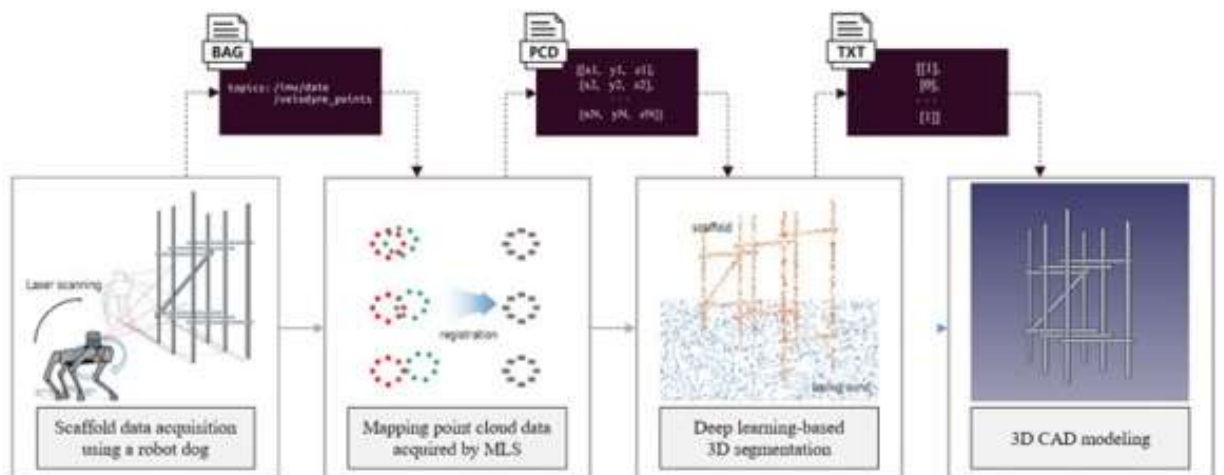 BAG
topics: /imu/data
/velodyne_points
PCD
[[x1, y1, z1],
[x2, y2, z2],
...
[xN, yN, zN]]
TXT
[[1],
[0],
...
[1]]
Laser scanning
registration
scaffold
background
Scaffold data acquisition
using a robot dog
Mapping point cloud data
acquired by MLS
Deep learning-based
3D segmentation
3D CAD modeling